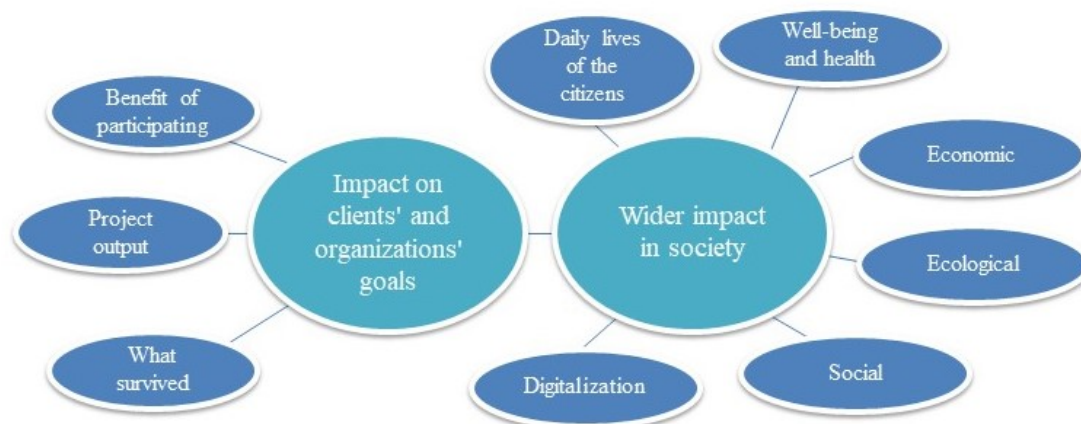 Benefit of
participating
Project
output
What
survived
Impact on
clients' and
organizations'
goals
Daily lives
of the
citizens
Well-being
and health
Economic
Wider impact
in society
Ecological
Social
Digitalization